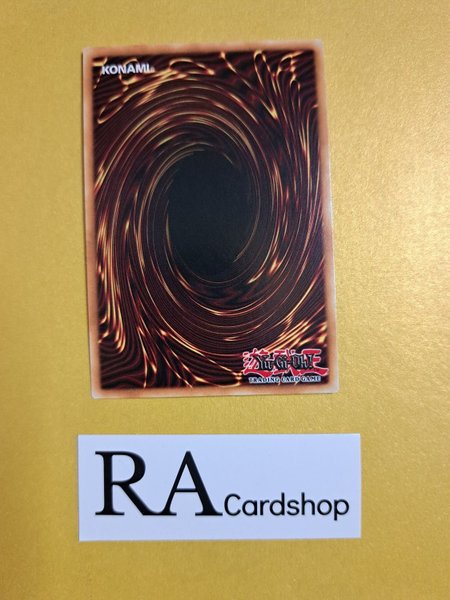 KONAMI
Yu-Gi-Oh!
TRADING CARD GAME
RA Cardshop